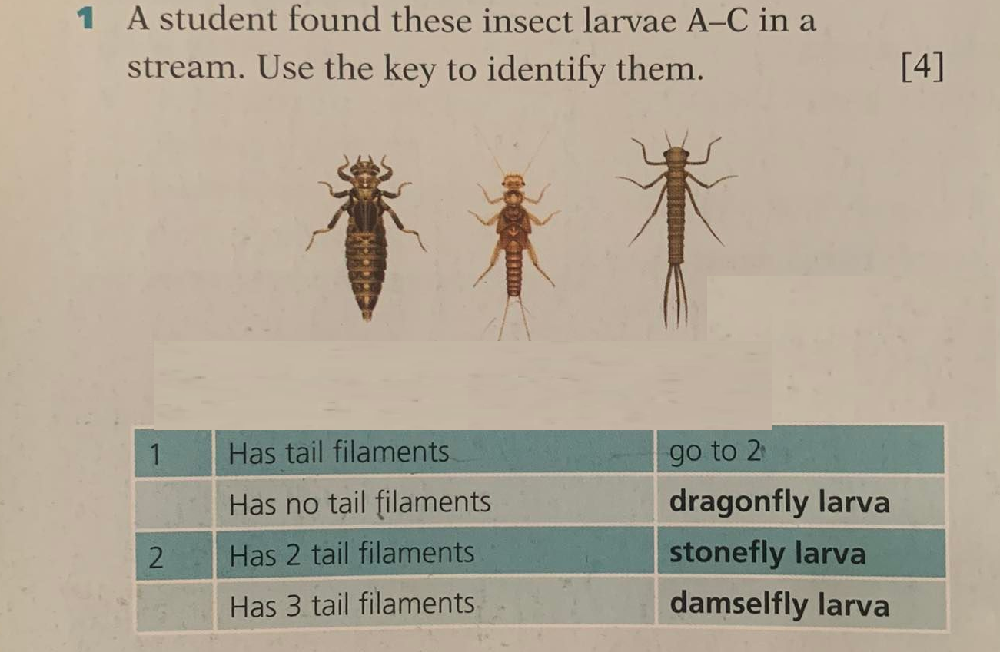 1 A student found these insect larvae A–C in a
stream. Use the key to identify them. [4]
1 Has tail filaments go to 2
Has no tail filaments dragonfly larva
2 Has 2 tail filaments stonefly larva
Has 3 tail filaments damselfly larva